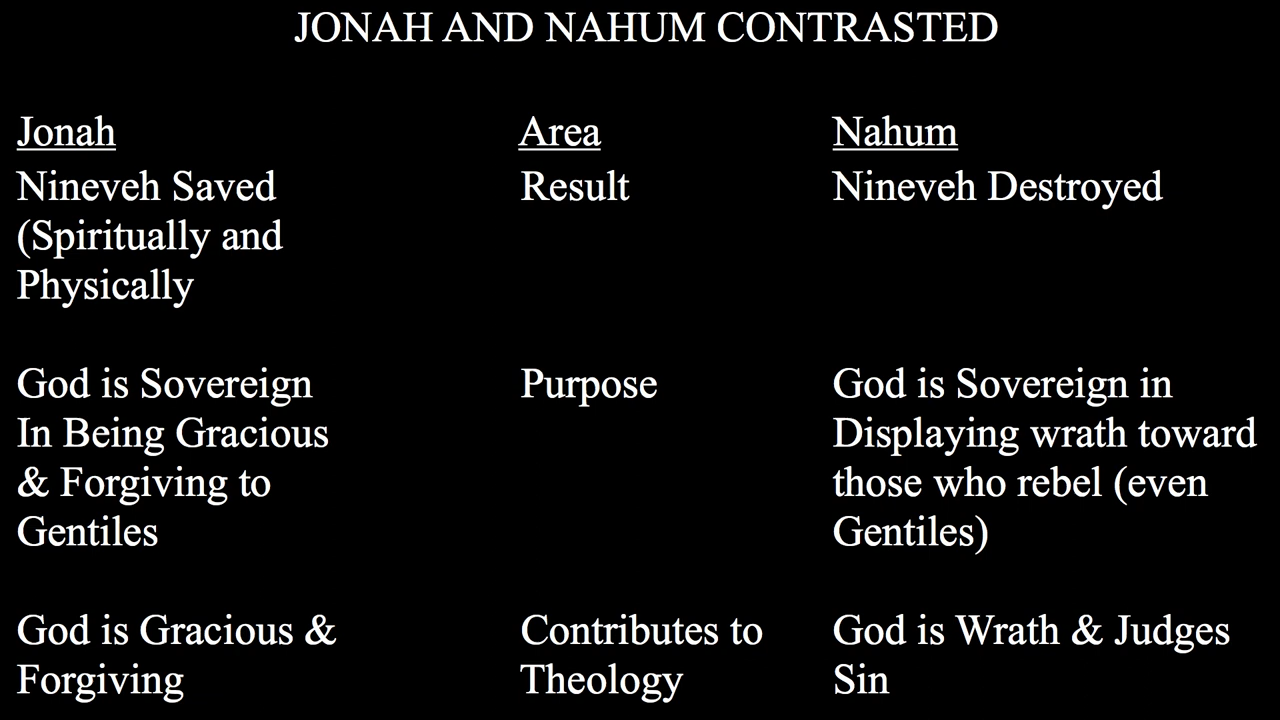 JONAH AND NAHUM CONTRASTED
Jonah Area Nahum
Nineveh Saved Result Nineveh Destroyed
(Spiritually and
Physically
God is Sovereign Purpose God is Sovereign in
In Being Gracious Displaying wrath toward
& Forgiving to those who rebel (even
Gentiles Gentiles)
God is Gracious & Contributes to God is Wrath & Judges
Forgiving Theology Sin